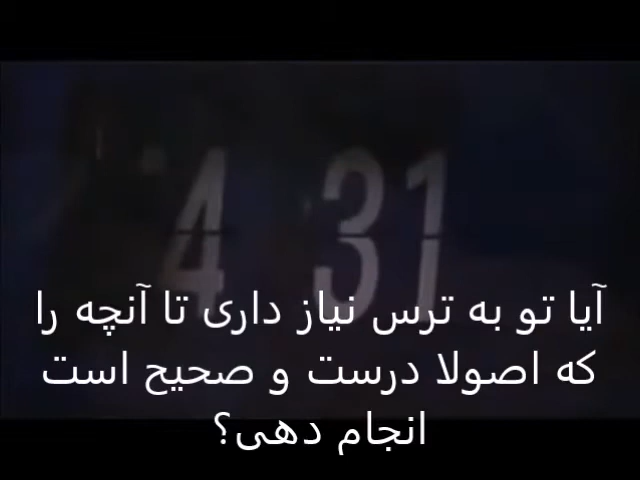 4 31
آیا تو به ترس نیاز داری تا آنچه را
که اصولا درست و صحیح است
انجام دهی؟